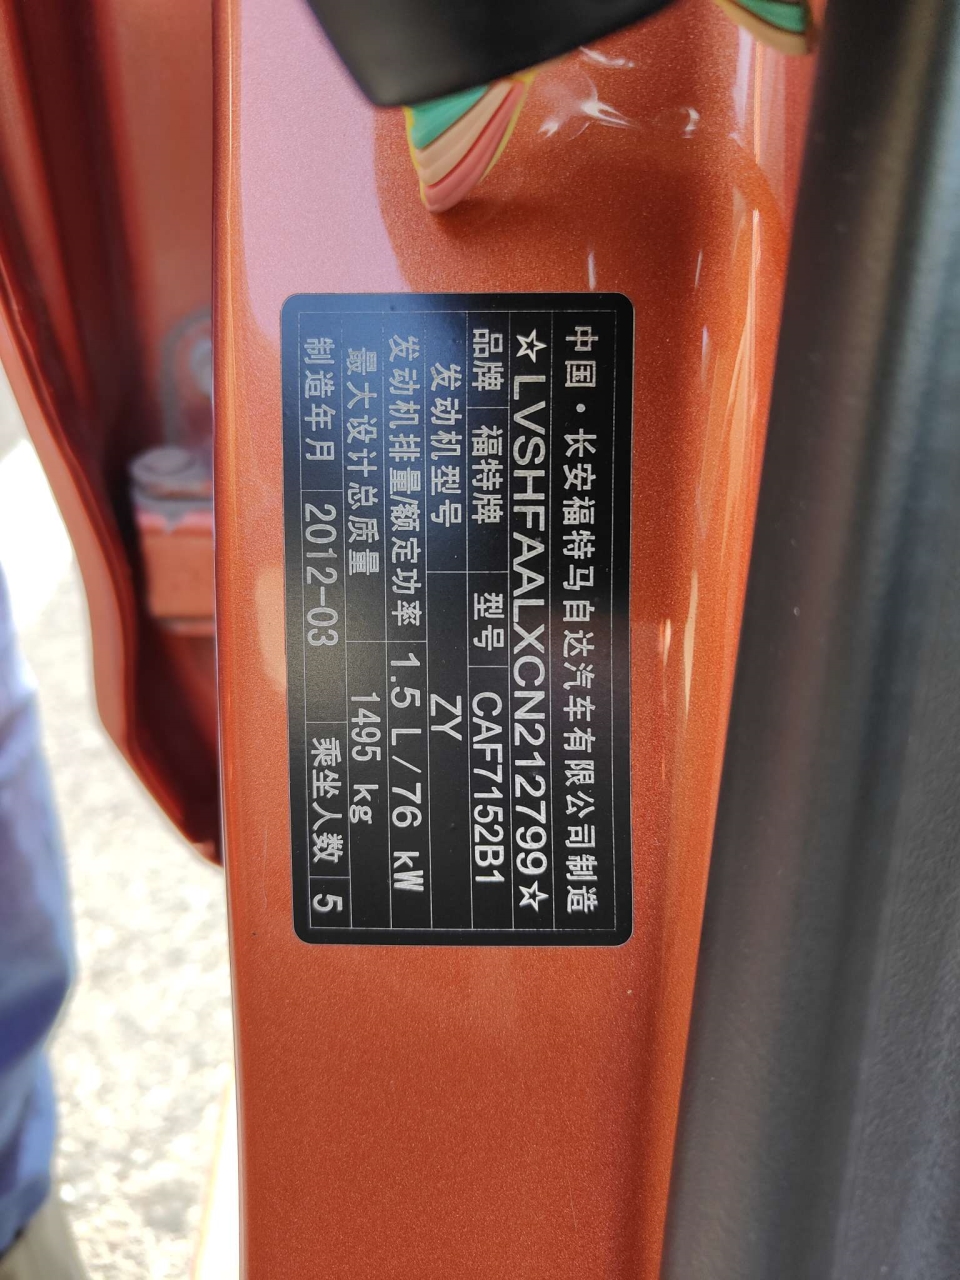 中国·长安福特马自达汽车有限公司制造
☆LVSHFAALXCN212799☆
品牌 福特牌 型号 CAF7152B1
发动机型号 ZY
发动机排量/额定功率 1.5 L/76 kW
最大设计总质量 1495 kg
制造年月 2012-03 乘坐人数 5